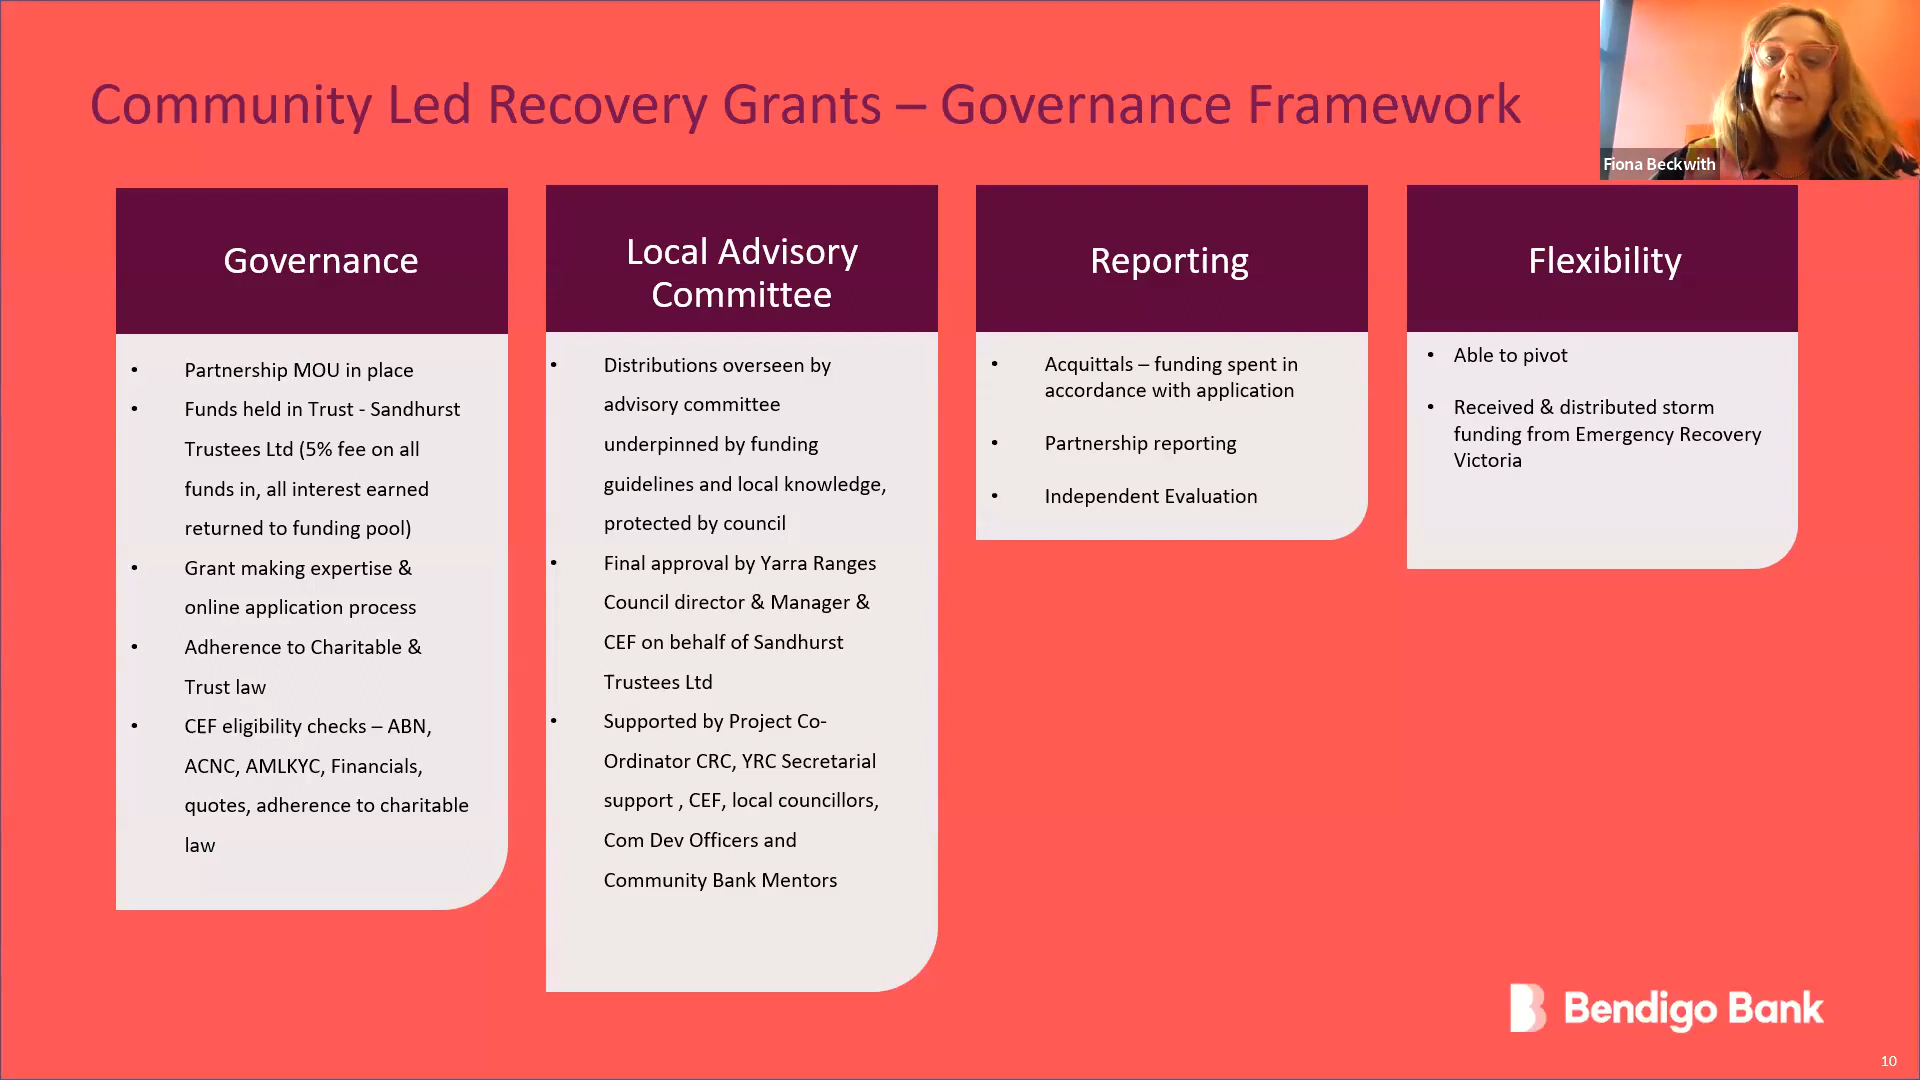 Community Led Recovery Grants – Governance Framework
Fiona Beckwith
Governance
• Partnership MOU in place
• Funds held in Trust - Sandhurst
Trustees Ltd (5% fee on all
funds in, all interest earned
returned to funding pool)
• Grant making expertise &
online application process
• Adherence to Charitable &
Trust law
• CEF eligibility checks – ABN,
ACNC, AMLKYC, Financials,
quotes, adherence to charitable
law
Local Advisory
Committee
• Distributions overseen by
advisory committee
underpinned by funding
guidelines and local knowledge,
protected by council
• Final approval by Yarra Ranges
Council director & Manager &
CEF on behalf of Sandhurst
Trustees Ltd
• Supported by Project Co-
Ordinator CRC, YRC Secretarial
support , CEF, local councillors,
Com Dev Officers and
Community Bank Mentors
Reporting
• Acquittals – funding spent in
accordance with application
• Partnership reporting
• Independent Evaluation
Flexibility
• Able to pivot
• Received & distributed storm
funding from Emergency Recovery
Victoria
Bendigo Bank
10